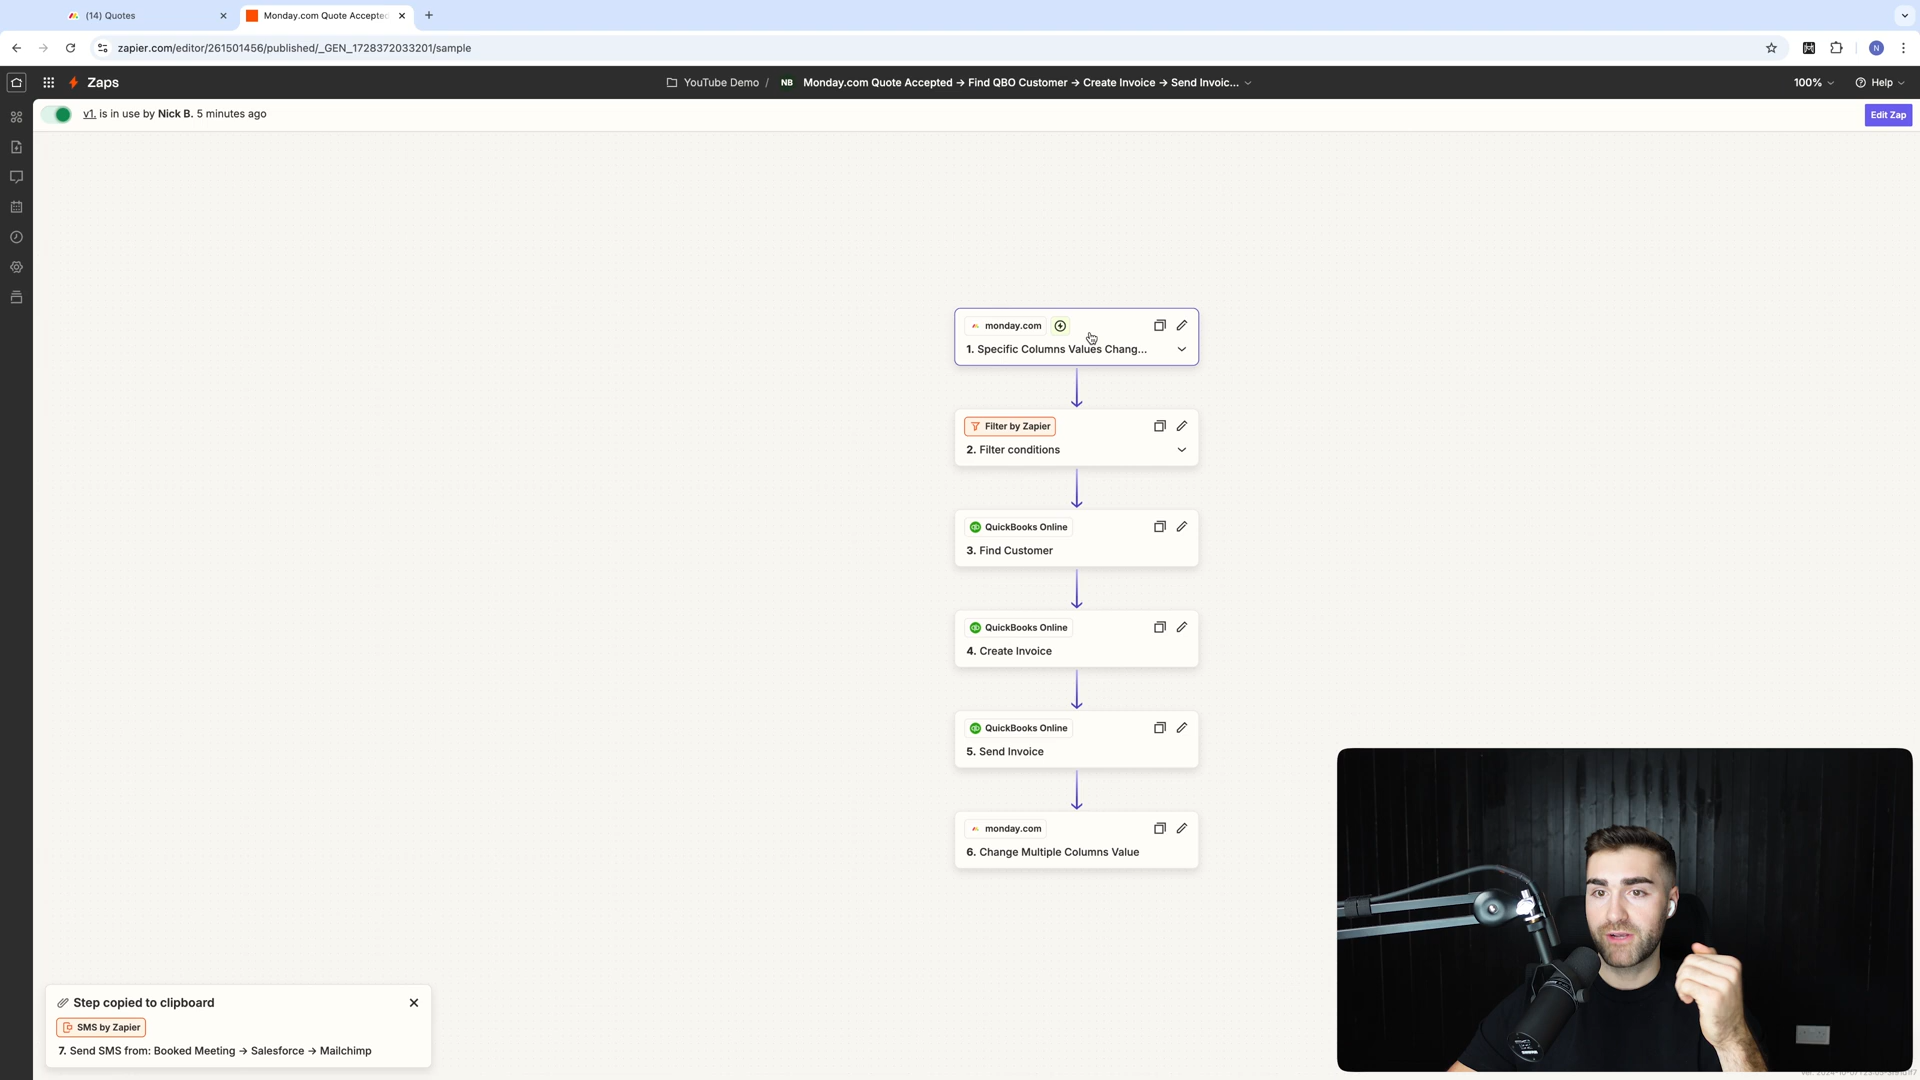 (14) Quotes
Monday.com Quote Accepted
zapier.com/editor/261501456/published/_GEN_1728372033201/sample
N
Zaps
YouTube Demo /
NB
Monday.com Quote Accepted → Find QBO Customer → Create Invoice → Send Invoic...
100%
Help
v1. is in use by Nick B. 5 minutes ago
Edit Zap
monday.com
1. Specific Columns Values Chang...
Filter by Zapier
2. Filter conditions
QuickBooks Online
3. Find Customer
QuickBooks Online
4. Create Invoice
QuickBooks Online
5. Send Invoice
monday.com
6. Change Multiple Columns Value
Step copied to clipboard
SMS by Zapier
7. Send SMS from: Booked Meeting → Salesforce → Mailchimp